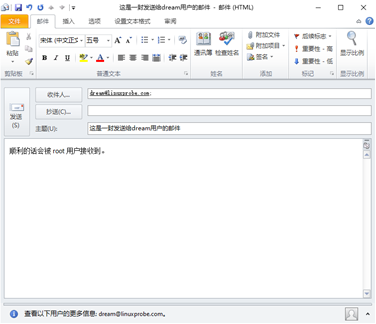 这是一封发送给dream用户的邮件 - 邮件 (HTML)
文件 邮件 插入 选项 设置文本格式 审阅
宋体 (中文正 五号
粘贴
剪贴板
普通文本
通讯簿 检查姓名
姓名
附加文件
附加项目
签名
添加
后续标志
重要性 - 高
重要性 - 低
标记
显示比例
显示比例
发送
(S)
收件人... dream@linuxprobe.com;
抄送(C)...
主题(U): 这是一封发送给dream用户的邮件
顺利的话会被 root 用户接收到。
查看以下用户的更多信息: dream@linuxprobe.com。